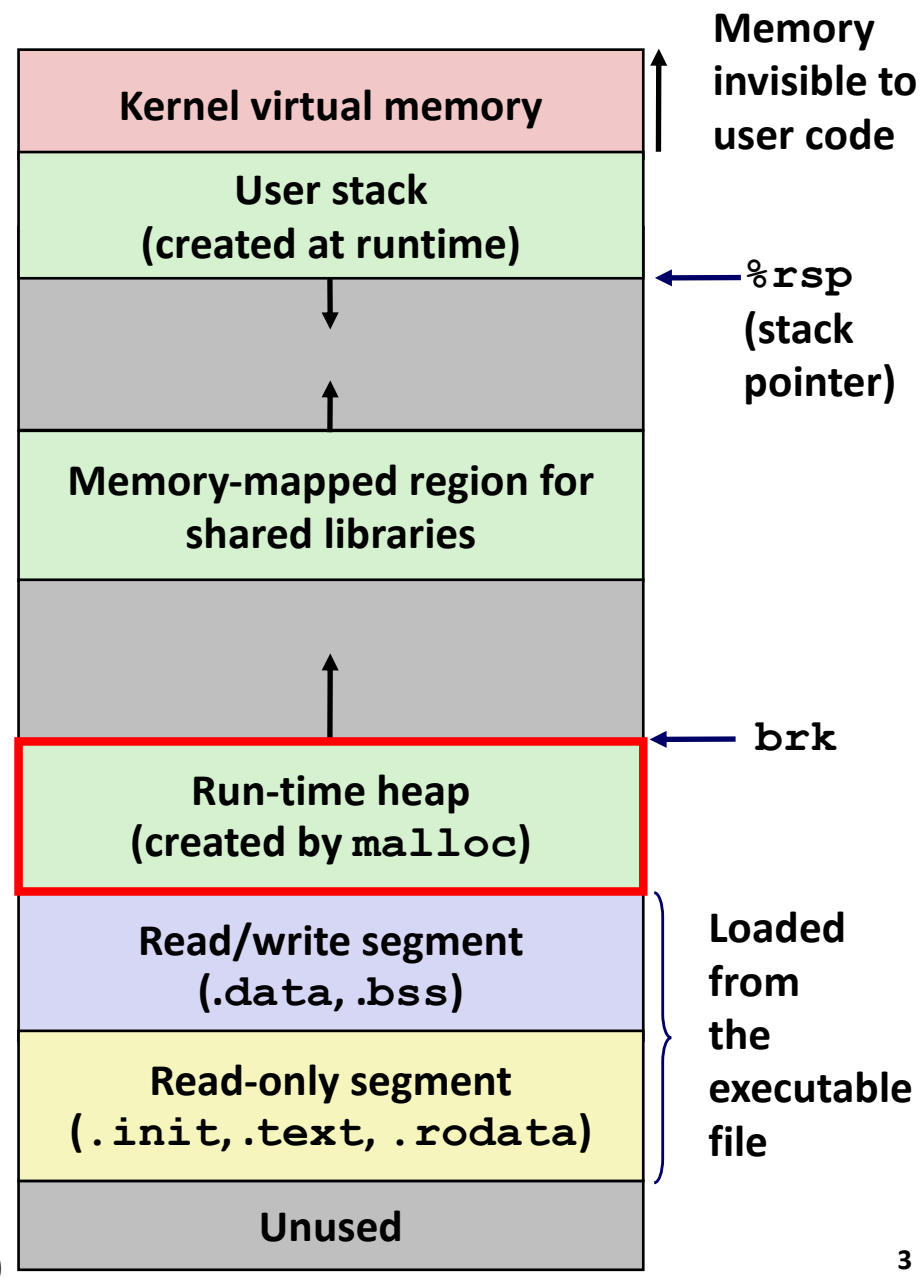 Memory
invisible to
user code
Kernel virtual memory
User stack
(created at runtime)
%rsp
(stack
pointer)
Memory-mapped region for
shared libraries
brk
Run-time heap
(created by malloc)
Read/write segment
(.data, .bss)
Loaded
from
the
executable
file
Read-only segment
(.init, .text, .rodata)
Unused
3
)